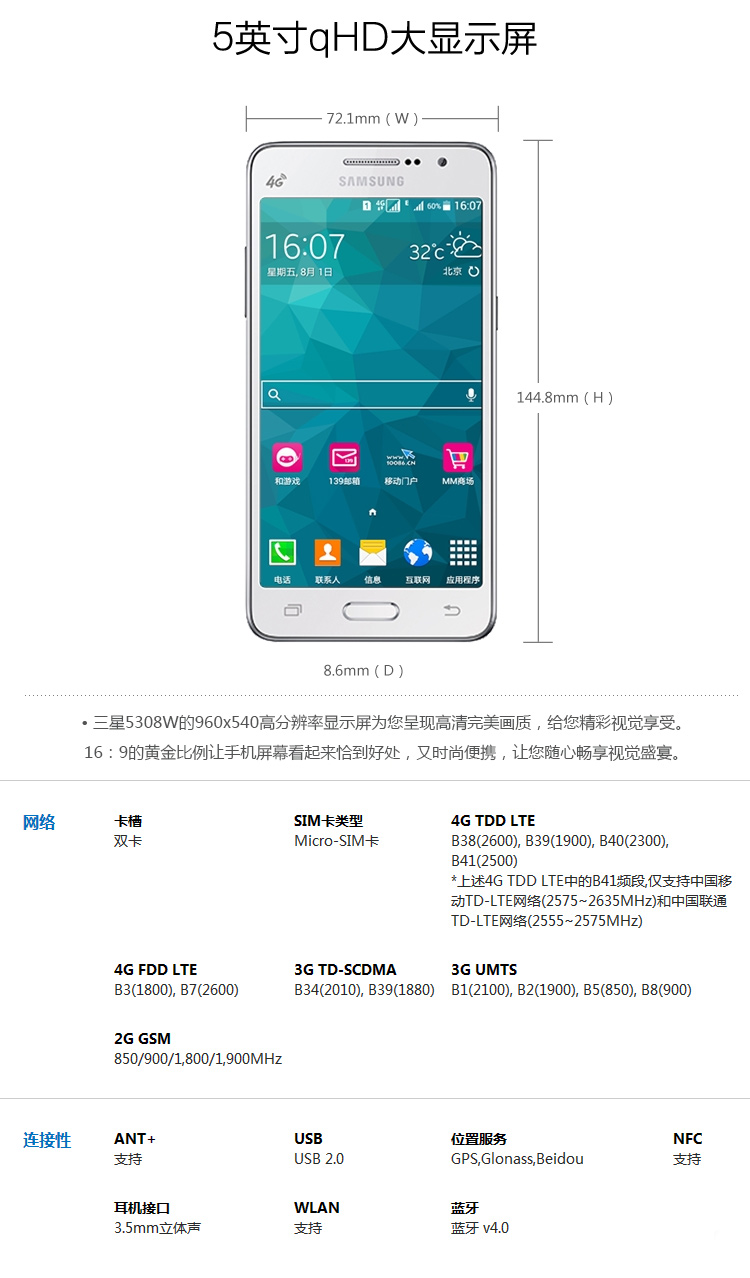 5英寸qHD大显示屏
72.1mm ( W )
4G
SAMSUNG
1 4G E 60% 16:07
16:07
32°c
星期五, 8月 1日
北京
144.8mm ( H )
139
www.
10086.CN
和游戏 139邮箱 移动门户 MM商场
电话 联系人 信息 互联网 应用程序
8.6mm ( D )
• 三星5308W的960x540高分辨率显示屏为您呈现高清完美画质，给您精彩视觉享受。
16：9的黄金比例让手机屏幕看起来恰到好处，又时尚便携，让您随心畅享视觉盛宴。
网络
卡槽
双卡
SIM卡类型
Micro-SIM卡
4G TDD LTE
B38(2600), B39(1900), B40(2300),
B41(2500)
*上述4G TDD LTE中的B41频段,仅支持中国移
动TD-LTE网络(2575~2635MHz)和中国联通
TD-LTE网络(2555~2575MHz)
4G FDD LTE
B3(1800), B7(2600)
3G TD-SCDMA
B34(2010), B39(1880)
3G UMTS
B1(2100), B2(1900), B5(850), B8(900)
2G GSM
850/900/1,800/1,900MHz
连接性
ANT+
支持
USB
USB 2.0
位置服务
GPS,Glonass,Beidou
NFC
支持
耳机接口
3.5mm立体声
WLAN
支持
蓝牙
蓝牙 v4.0